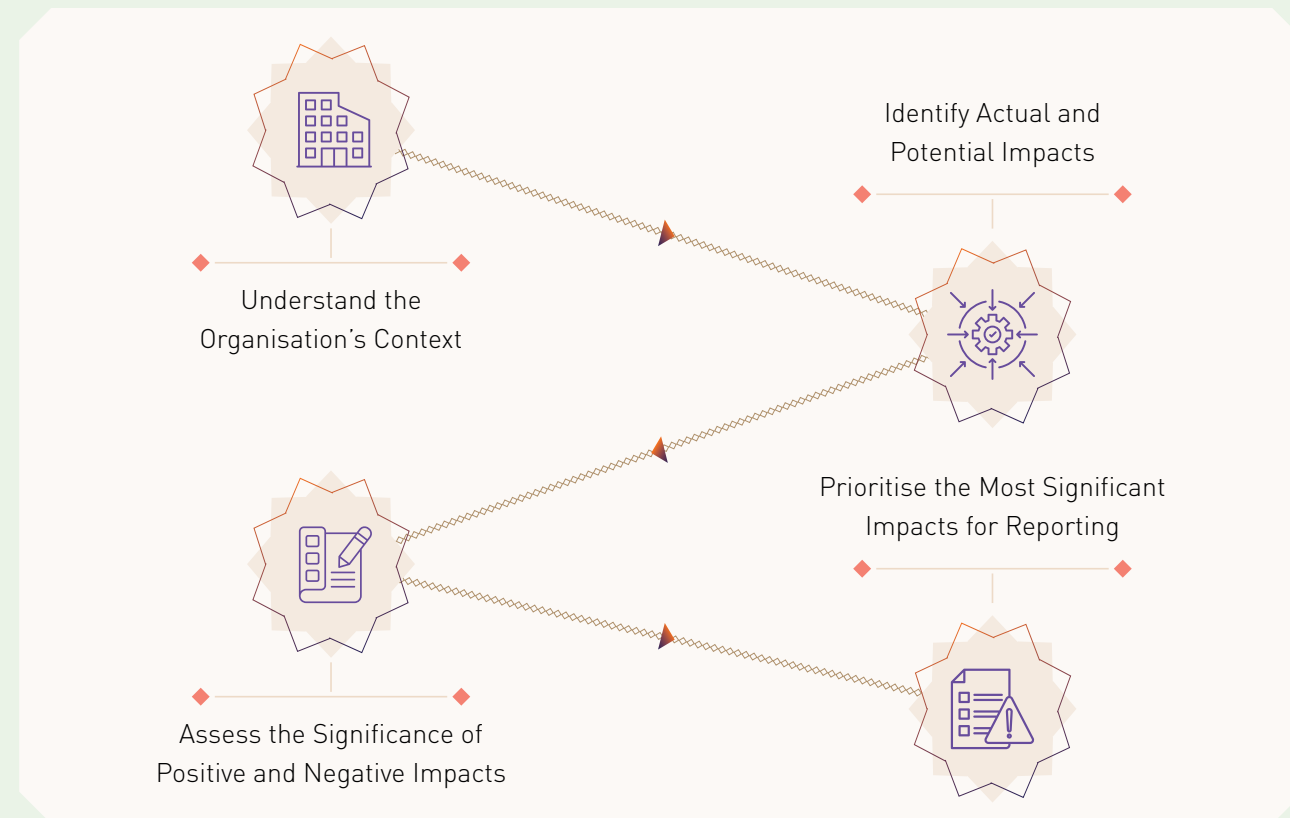 Understand the
Organisation’s Context
Identify Actual and
Potential Impacts
Assess the Significance of
Positive and Negative Impacts
Prioritise the Most Significant
Impacts for Reporting